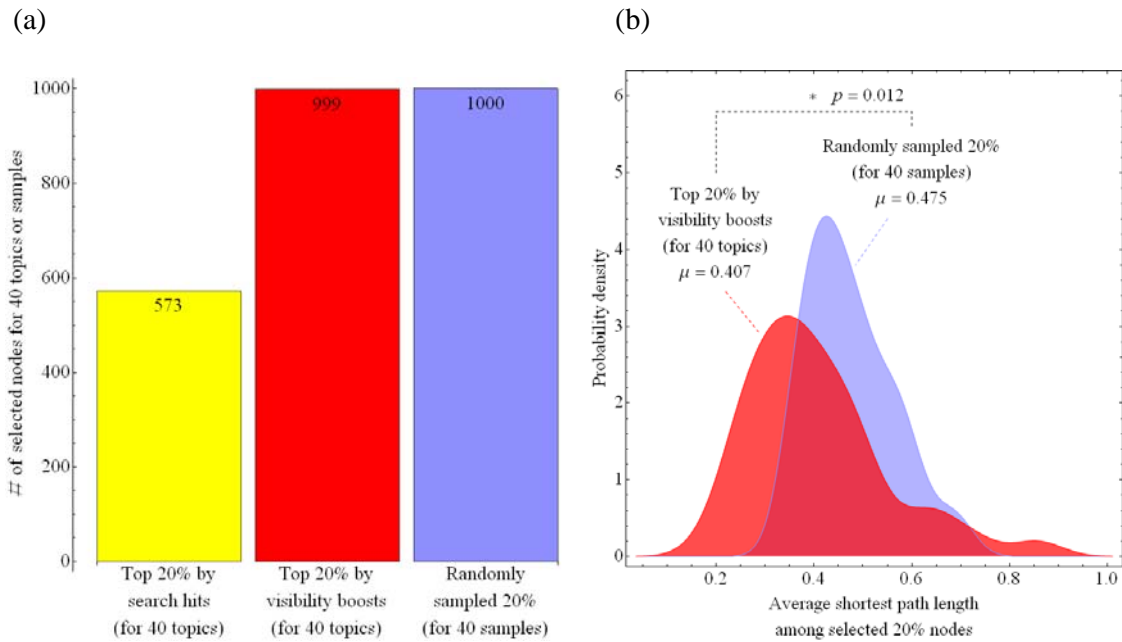 (a)
(b)
# of selected nodes for 40 topics or samples
1000
800
600
400
200
0
573
999
1000
Top 20% by
search hits
(for 40 topics)
Top 20% by
visibility boosts
(for 40 topics)
Randomly
sampled 20%
(for 40 samples)
Probability density
6
5
4
3
2
1
0
* p = 0.012
Randomly sampled 20%
(for 40 samples)
μ = 0.475
Top 20% by
visibility boosts
(for 40 topics)
μ = 0.407
0.2
0.4
0.6
0.8
1.0
Average shortest path length
among selected 20% nodes